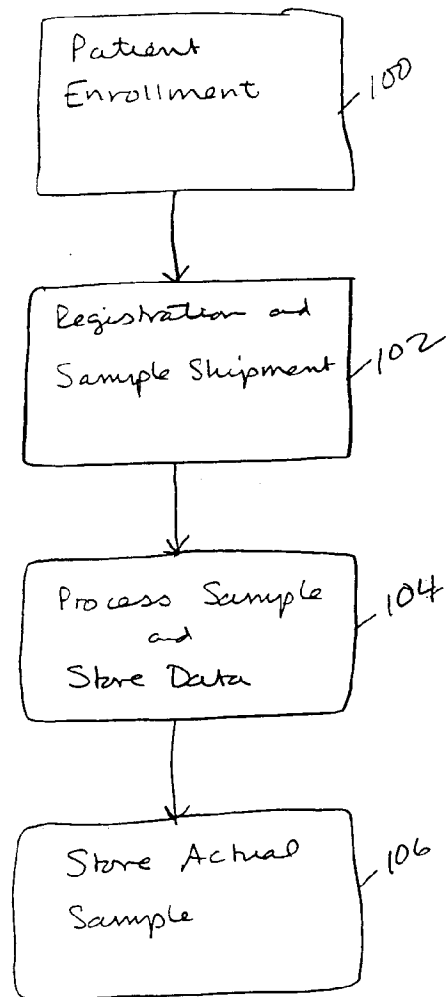 Patient
Enrollment
100
Registration and
Sample Shipment
102
Process Sample
and
Store Data
104
Store Actual
Sample
106